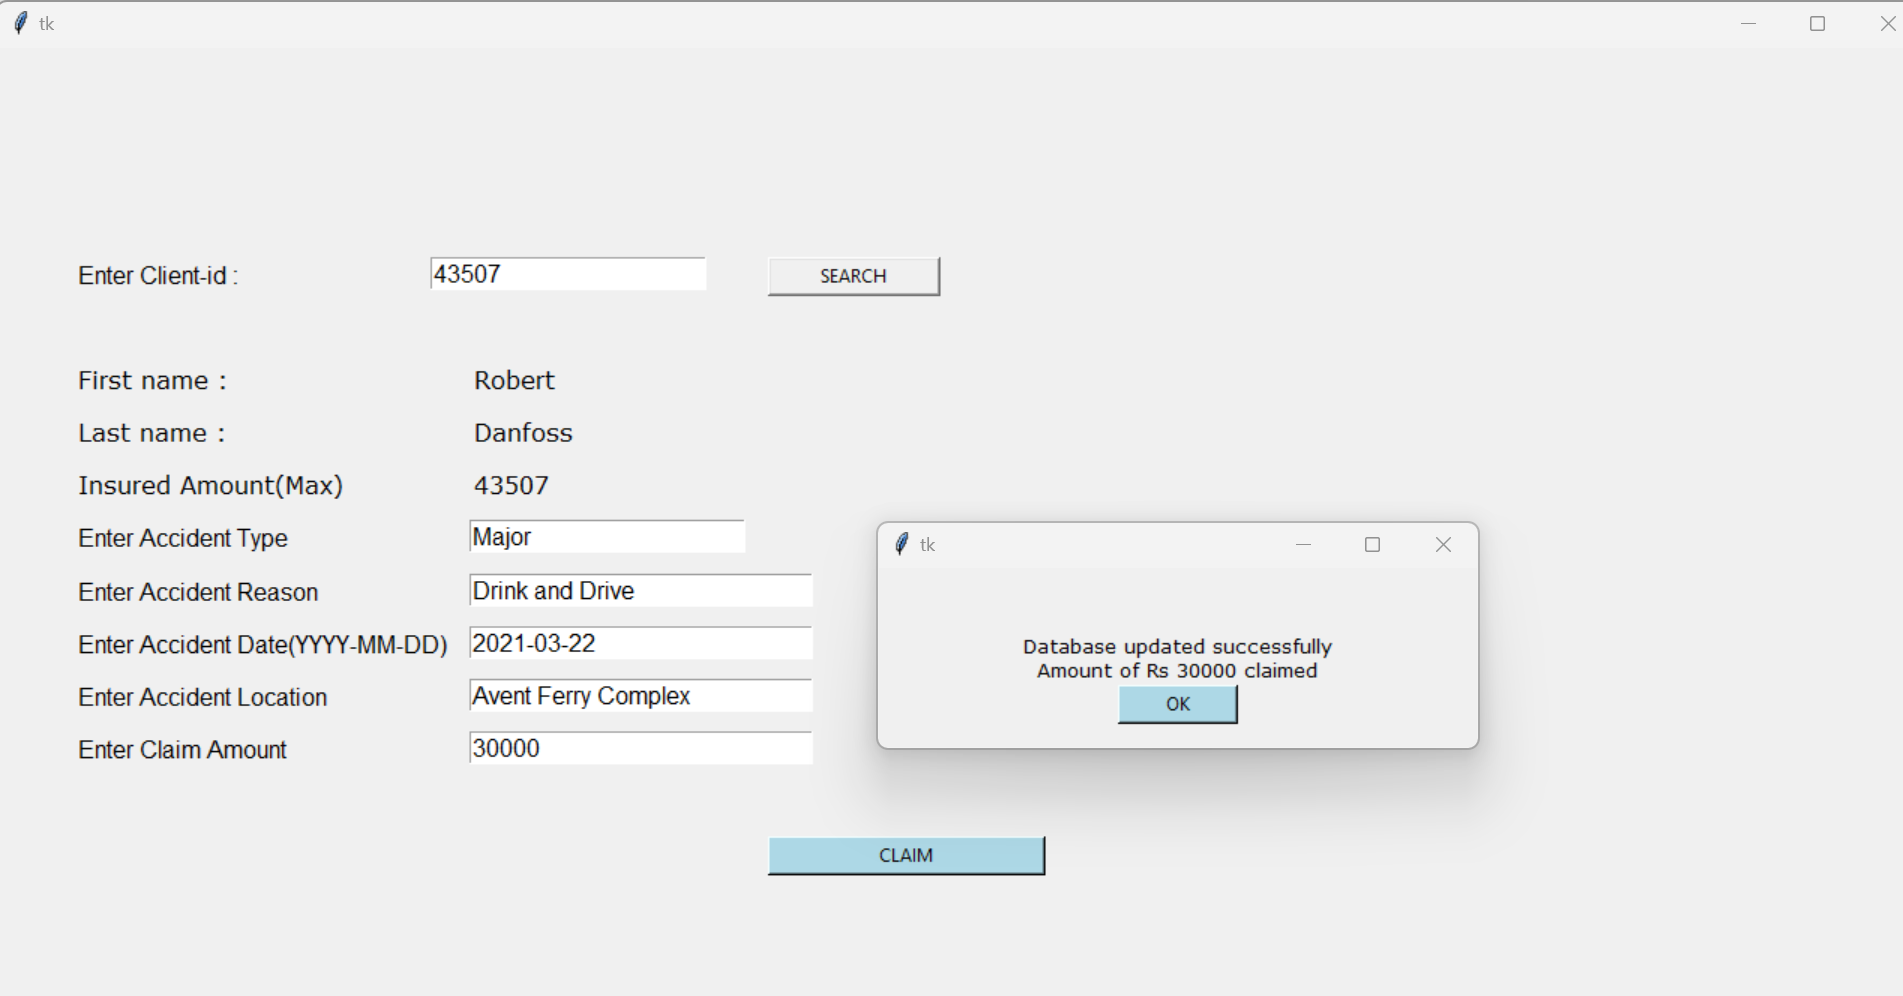 tk
Enter Client-id : 43507 SEARCH
First name : Robert
Last name : Danfoss
Insured Amount(Max) 43507
Enter Accident Type Major
Enter Accident Reason Drink and Drive
Enter Accident Date(YYYY-MM-DD) 2021-03-22
Enter Accident Location Avent Ferry Complex
Enter Claim Amount 30000
CLAIM
tk
Database updated successfully
Amount of Rs 30000 claimed
OK